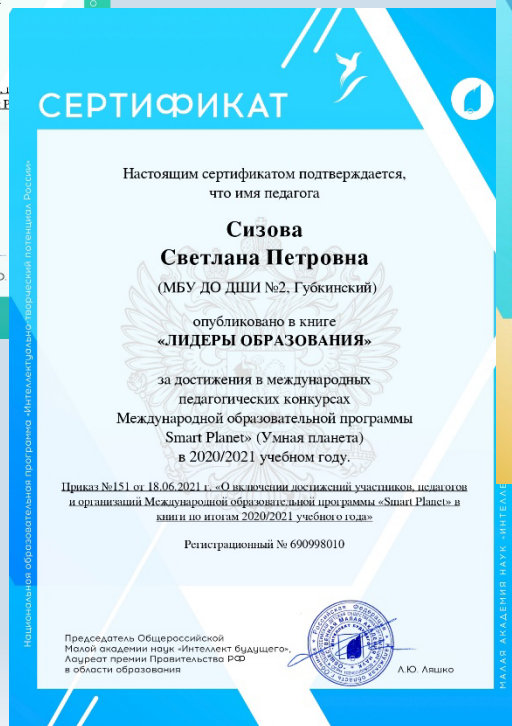 СЕРТИФИКАТ
Настоящим сертификатом подтверждается,
что имя педагога
Сизова
Светлана Петровна
(МБУ ДО ДШИ №2, Губкинский)
опубликовано в книге
«ЛИДЕРЫ ОБРАЗОВАНИЯ»
за достижения в международных
педагогических конкурсах
Международной образовательной программы
Smart Planet» (Умная планета)
в 2020/2021 учебном году.
Приказ №151 от 18.06.2021 г. «О включении достижений участников, педагогов
и организаций Международной образовательной программы «Smart Planet» в
книги по итогам 2020/2021 учебного года»
Регистрационный № 690998010
Председатель Общероссийской
Малой академии наук «Интеллект будущего»,
Лауреат премии Правительства РФ
в области образования
А.Ю. Ляшко
Национальная образовательная программа «Интеллектуально-творческий потенциал России»
МАЛАЯ АКАДЕМИЯ НАУК «ИНТЕЛЛЕ